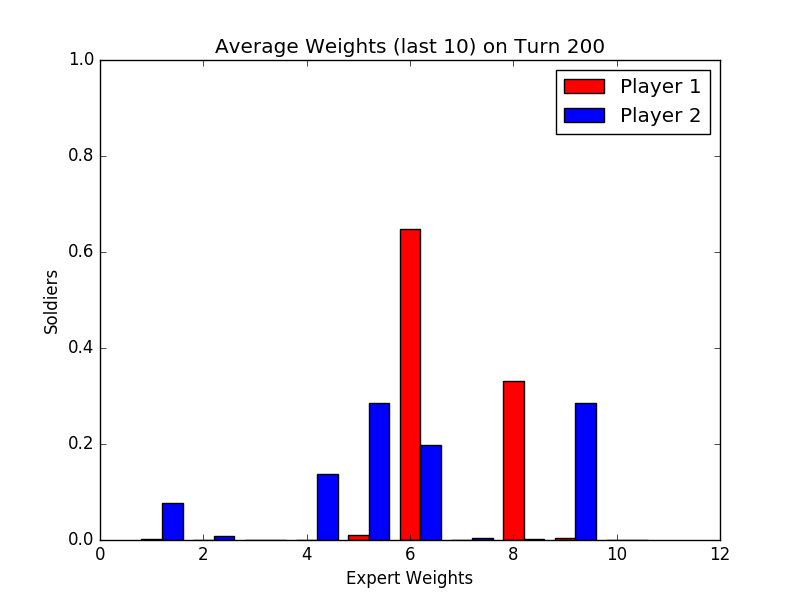 Average Weights (last 10) on Turn 200
1.0
Player 1
Player 2
0.8
0.6
Soldiers
0.4
0.2
0.0
0 2 4 6 8 10 12
Expert Weights